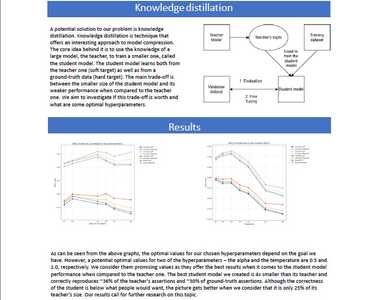 Knowledge distillation
A potential solution to our problem is knowledge
distillation. Knowledge distillation is technique that
offers an interesting approach to model compression.
The core idea behind it is to use the knowledge of a
large model, the teacher, to train a smaller one, called
the student model. The student model learns both from
the teacher one (soft target) as well as from a
ground-truth data (hard target). The main trade-off is
between the smaller size of the student model and its
weaker performance when compared to the teacher
one. We aim to investigate if this trade-off is worth and
what are some optimal hyperparameters.
Teacher
Model
Teacher's logits
Training
dataset
Used to
train the
student
model
Validation
dataset
1. Evaluation
2. Fine
Tuning
Student model
Results
As can be seen from the above graphs, the optimal values for our chosen hyperparameters depend on the goal we
have. However, a potential optimal values for two of the hyperparameters – the alpha and the temperature are 0.5 and
2.0, respectively. We consider them promising values as they offer the best results when it comes to the student model
performance when compared to the teacher one. The best student model we created is 4x smaller than its teacher and
correctly reproduces ~36% of the teacher's assertions and ~30% of ground-truth assertions. Although the correctness
of the student is below what people would want, the picture gets better when we consider that it is only 25% of its
teacher's size. Our results call for further research on this topic.